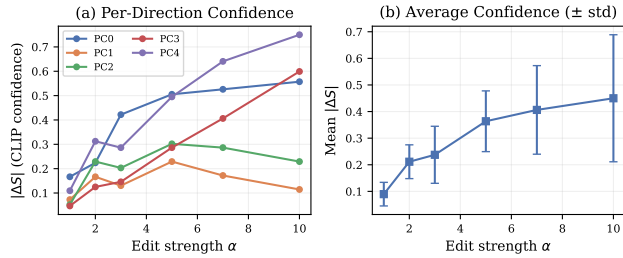 (a) Per-Direction Confidence
|ΔS| (CLIP confidence)
0.7
0.6
0.5
0.4
0.3
0.2
0.1
PC0 PC3
PC1 PC4
PC2
2 4 6 8 10
Edit strength α
(b) Average Confidence (± std)
Mean |ΔS|
0.7
0.6
0.5
0.4
0.3
0.2
0.1
2 4 6 8 10
Edit strength α